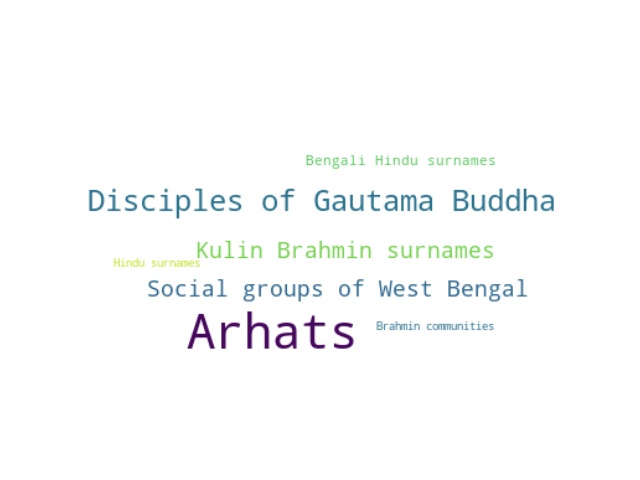 Bengali Hindu surnames
Disciples of Gautama Buddha
Kulin Brahmin surnames
Hindu surnames
Social groups of West Bengal
Arhats
Brahmin communities